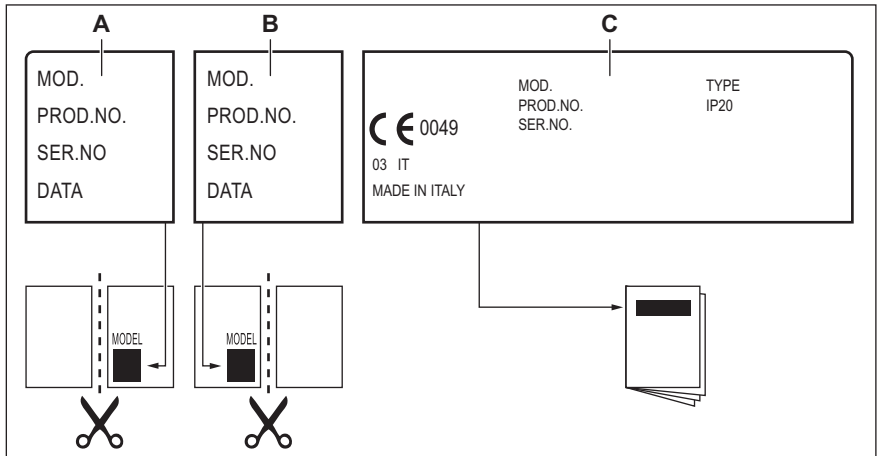 A
B
C
MOD.
PROD.NO.
SER.NO
DATA
MOD.
PROD.NO.
SER.NO
DATA
MOD.
PROD.NO.
SER.NO.
TYPE
IP20
CE 0049
03 IT
MADE IN ITALY
MODEL
MODEL